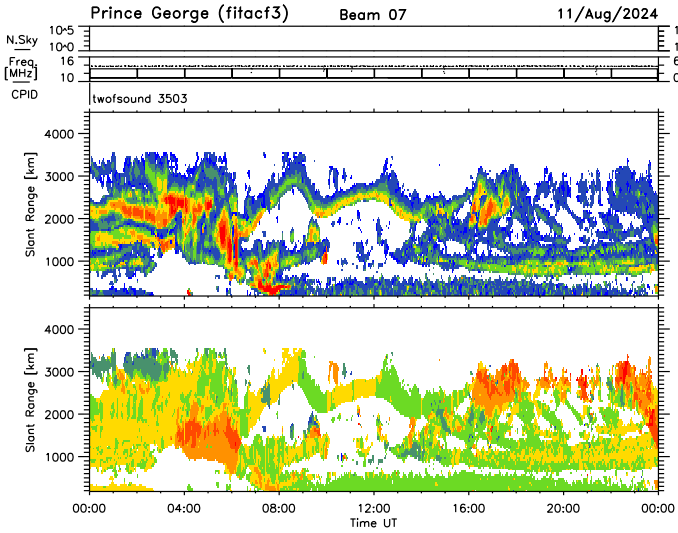 Prince George (fitacf3) Beam 07 11/Aug/2024
N.Sky 10^5 10^0
Freq. [MHz] 16 10 6 0
CPID twofsound 3503
Slant Range [km] 4000 3000 2000 1000
Slant Range [km] 4000 3000 2000 1000
00:00 04:00 08:00 12:00 16:00 20:00 00:00
Time UT